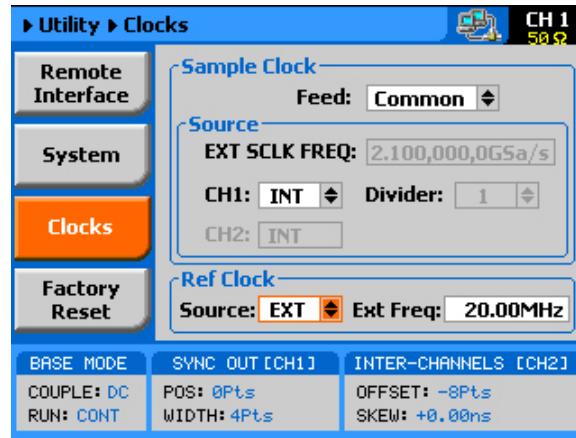 Utility Clocks
CH 1
50Ω
Remote
Interface
System
Clocks
Factory
Reset
Sample Clock
Feed: Common
Source
EXT SCLK FREQ: 2.100,000,0GSa/s
CH1: INT Divider: 1
CH2: INT
Ref Clock
Source: EXT Ext Freq: 20.00MHz
BASE MODE
COUPLE: DC
RUN: CONT
SYNC OUT [CH1]
POS: 0Pts
WIDTH: 4Pts
INTER-CHANNELS [CH2]
OFFSET: -8Pts
SKEW: +0.00ns